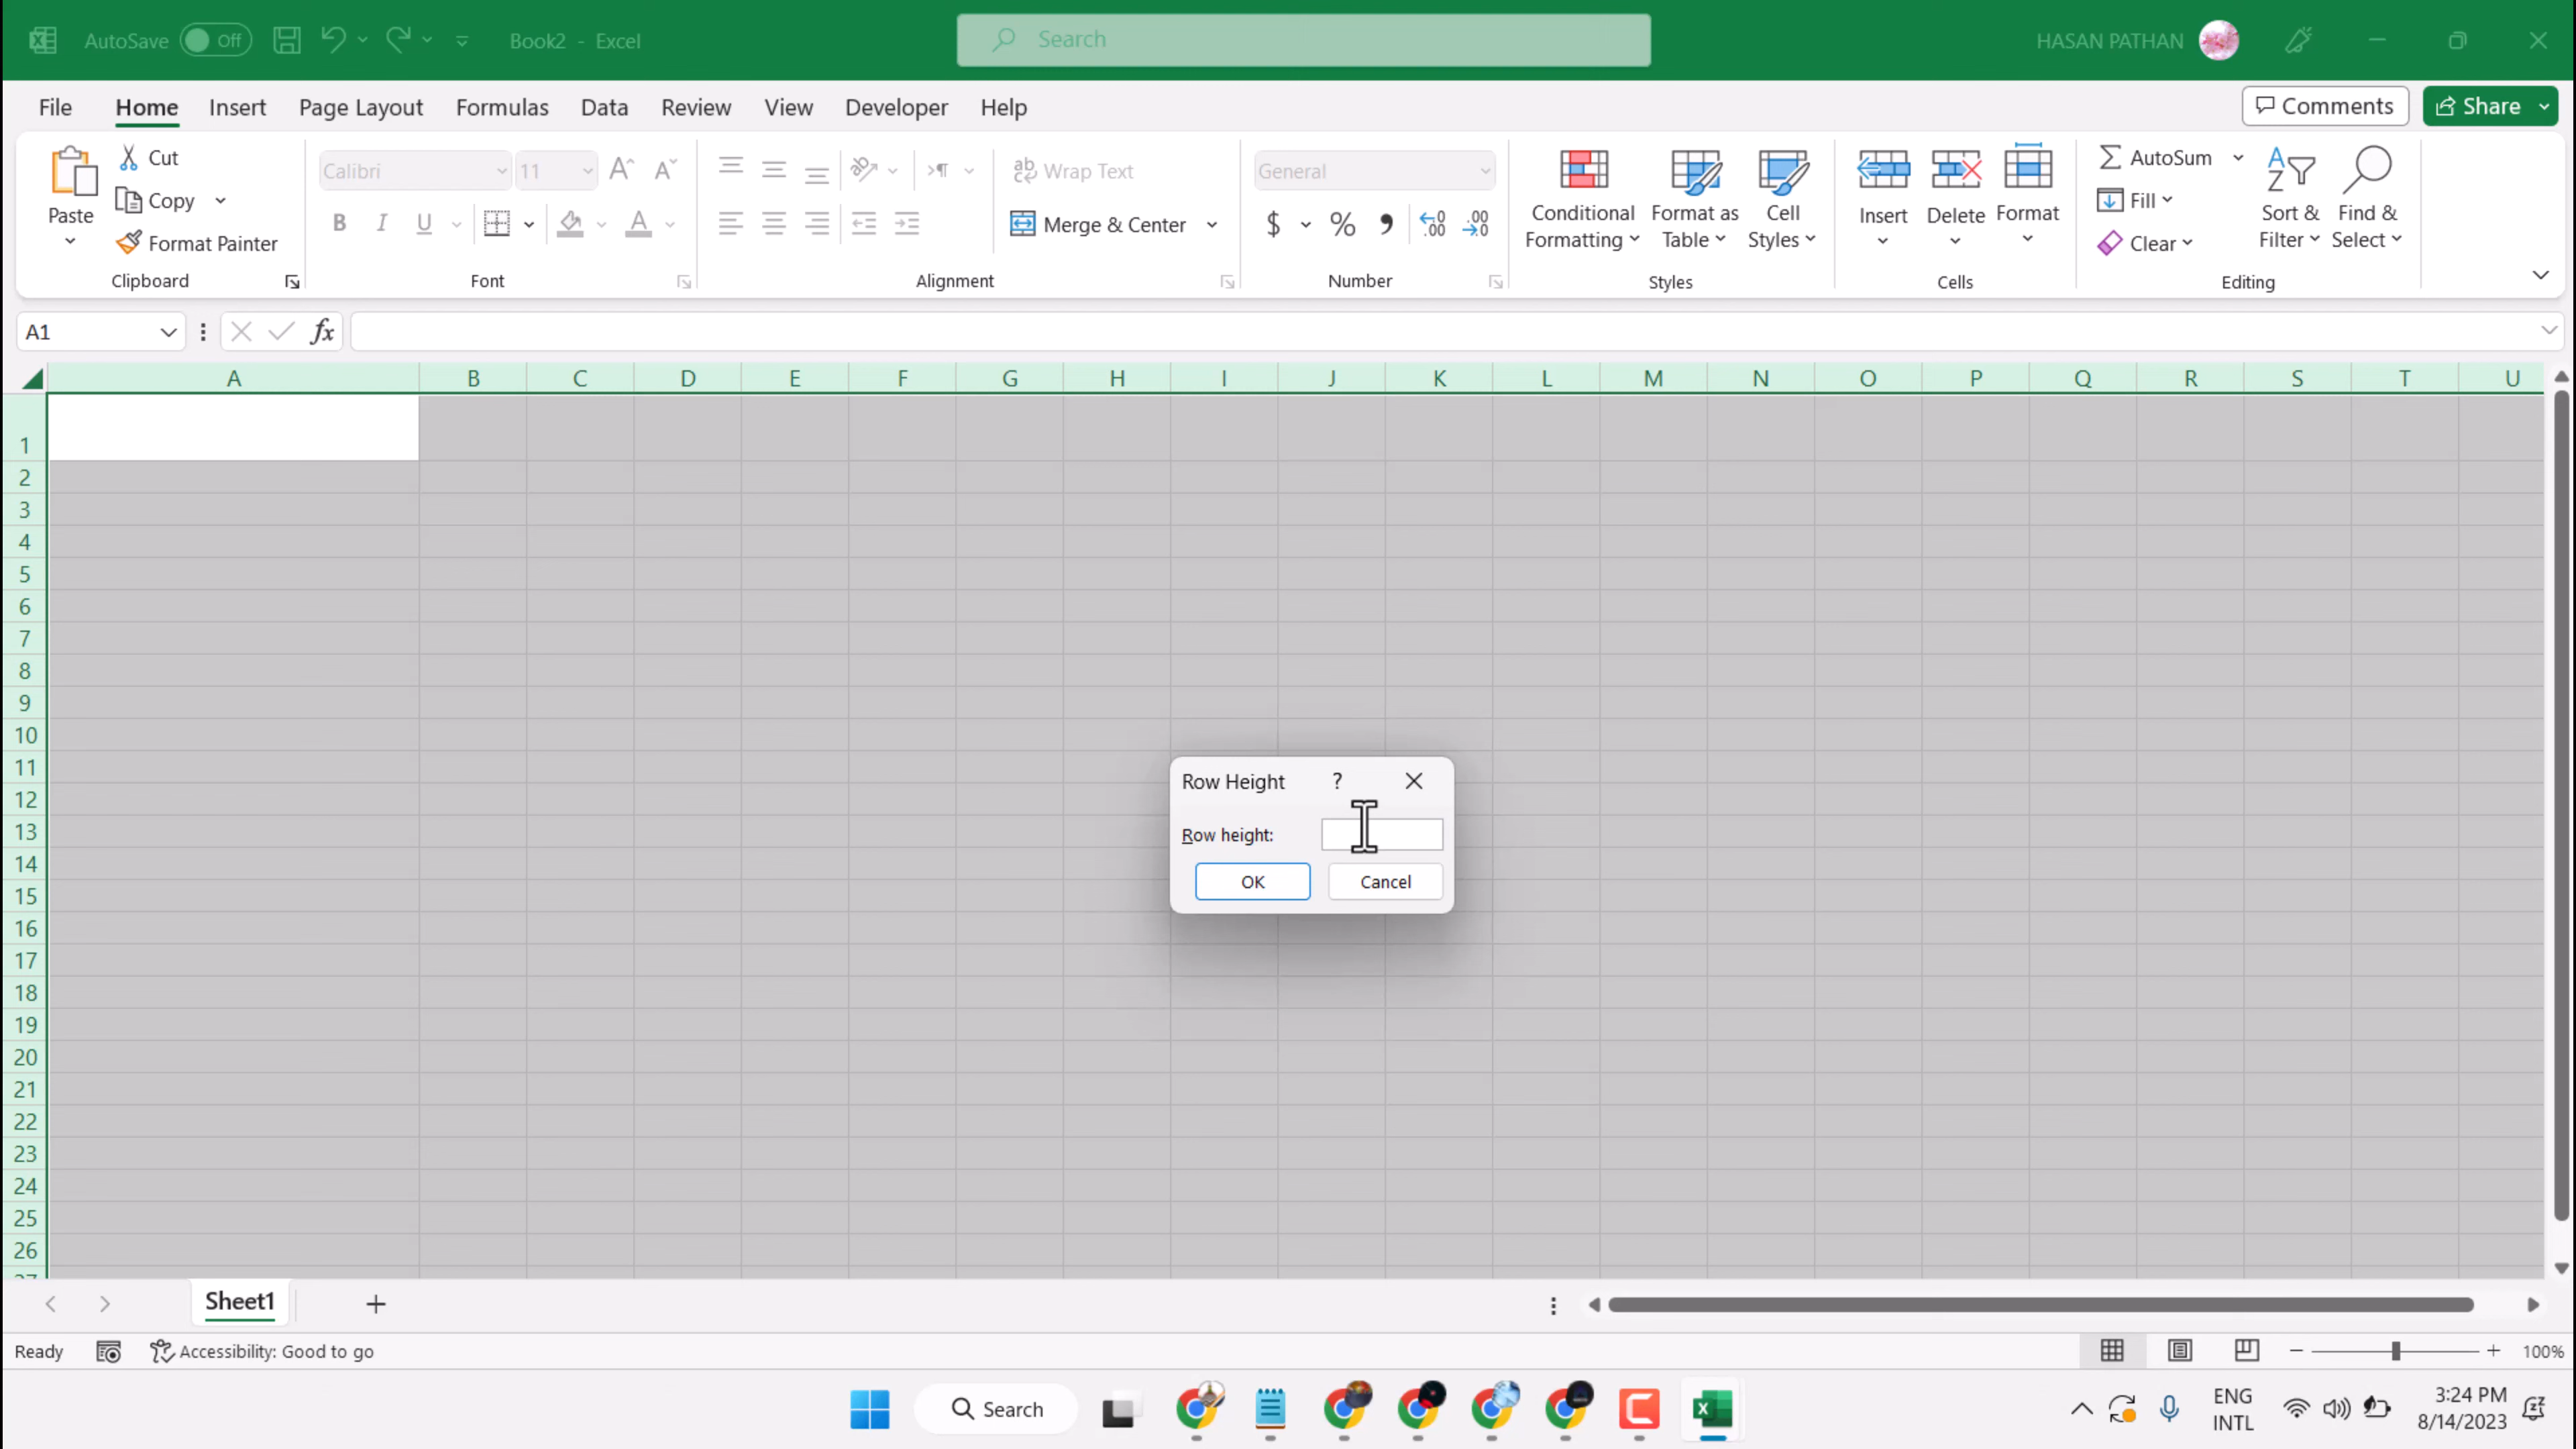 AutoSave Off Book2 - Excel Search HASAN PATHAN
File Home Insert Page Layout Formulas Data Review View Developer Help Comments Share
Paste Cut Copy Format Painter Clipboard
Calibri 11 B I U A Font
ab Wrap Text Merge & Center Alignment
General $ % , .00 .0 Number
Conditional Formatting Format as Table Cell Styles Styles
Insert Delete Format Cells
AutoSum Fill Clear Sort & Filter Find & Select Editing
A1 fx
A B C D E F G H I J K L M N O P Q R S T U
1
2
3
4
5
6
7
8
9
10
11
12
13
14
15
16
17
18
19
20
21
22
23
24
25
26
Row Height ?
Row height:
OK Cancel
Sheet1
Ready Accessibility: Good to go 100%
Search ENG INTL 3:24 PM 8/14/2023